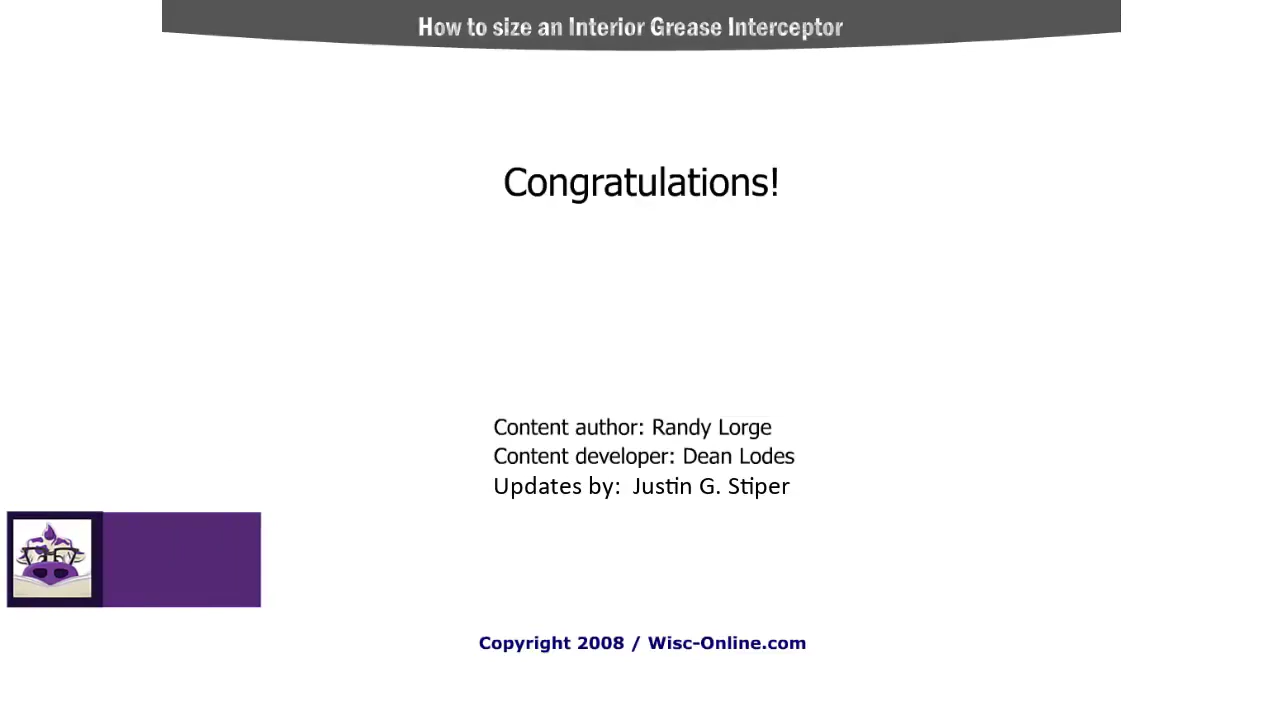 How to size an Interior Grease Interceptor
Congratulations!
Content author: Randy Lorge
Content developer: Dean Lodes
Updates by:  Justin G. Stiper
Copyright 2008 / Wisc-Online.com